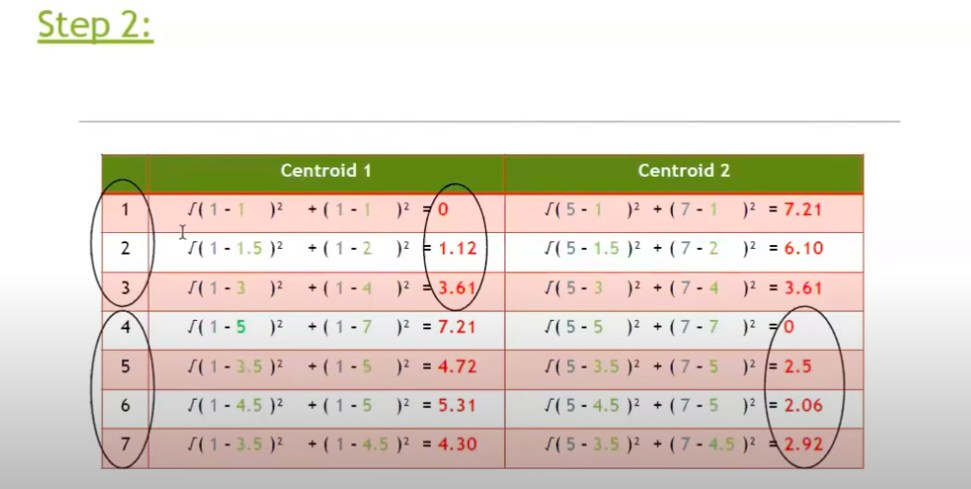 Step 2:
Centroid 1 Centroid 2
1 √( 1 - 1 )² + ( 1 - 1 )² = 0 √( 5 - 1 )² + ( 7 - 1 )² = 7.21
2 √( 1 - 1.5 )² + ( 1 - 2 )² = 1.12 √( 5 - 1.5 )² + ( 7 - 2 )² = 6.10
3 √( 1 - 3 )² + ( 1 - 4 )² = 3.61 √( 5 - 3 )² + ( 7 - 4 )² = 3.61
4 √( 1 - 5 )² + ( 1 - 7 )² = 7.21 √( 5 - 5 )² + ( 7 - 7 )² = 0
5 √( 1 - 3.5 )² + ( 1 - 5 )² = 4.72 √( 5 - 3.5 )² + ( 7 - 5 )² = 2.5
6 √( 1 - 4.5 )² + ( 1 - 5 )² = 5.31 √( 5 - 4.5 )² + ( 7 - 5 )² = 2.06
7 √( 1 - 3.5 )² + ( 1 - 4.5 )² = 4.30 √( 5 - 3.5 )² + ( 7 - 4.5 )² = 2.92